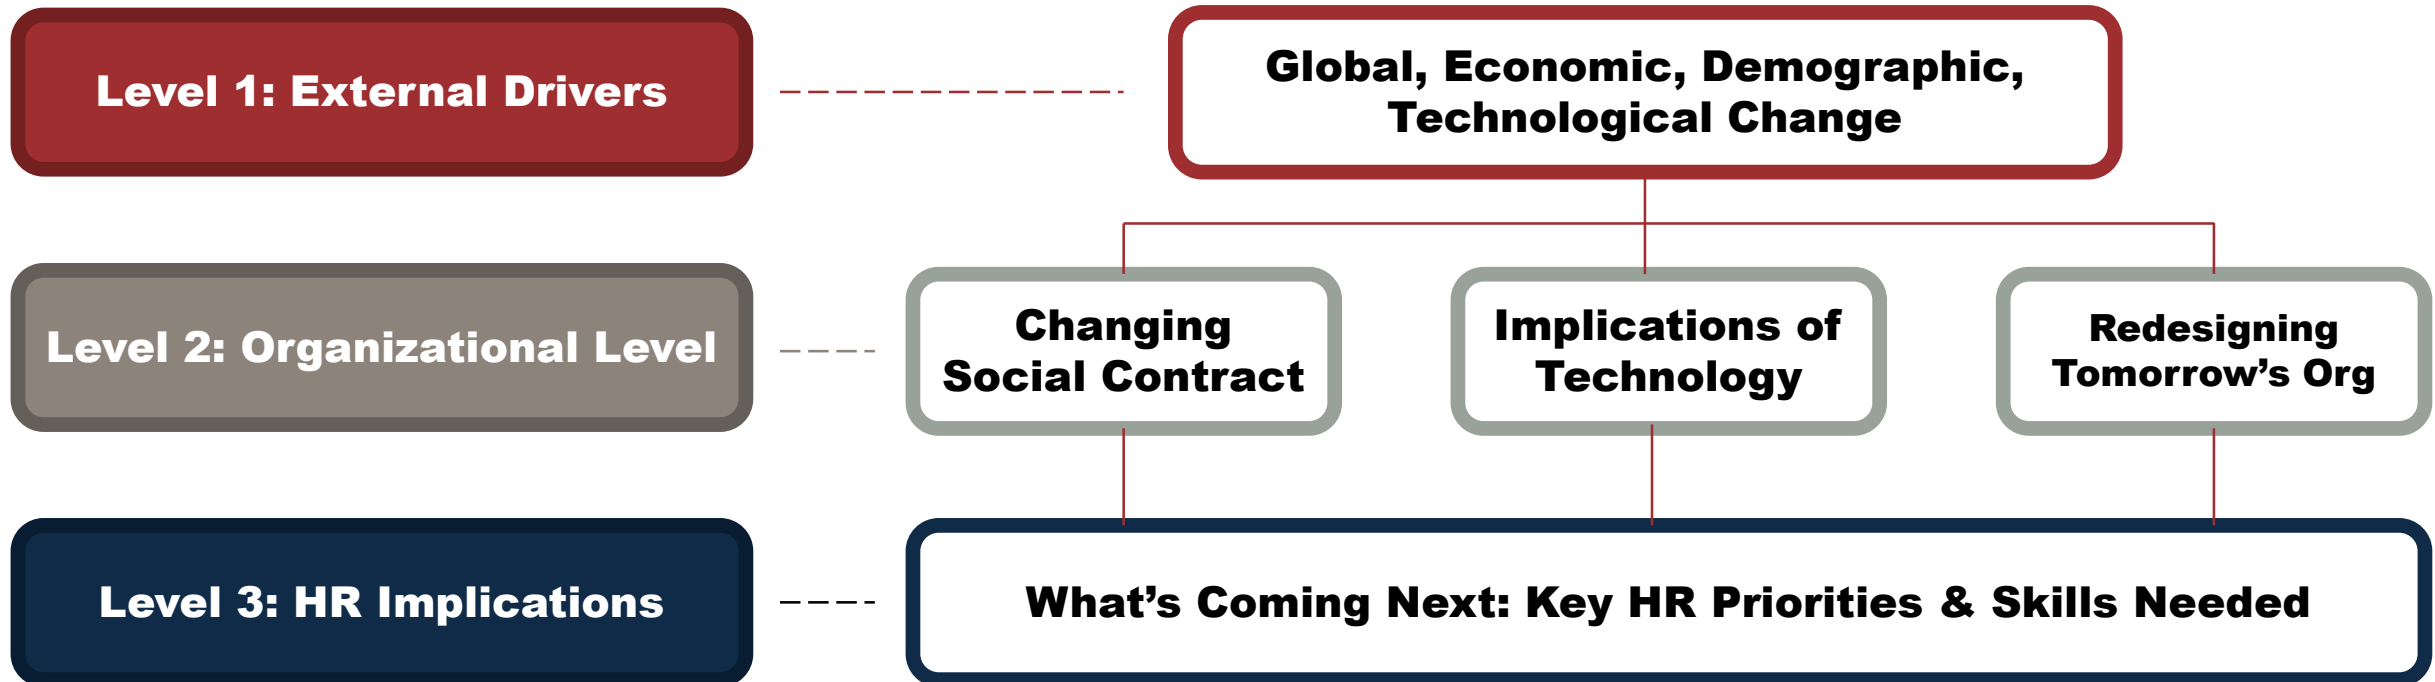 Level 1: External Drivers
Global, Economic, Demographic,
Technological Change
Level 2: Organizational Level
Changing
Social Contract
Implications of
Technology
Redesigning
Tomorrow’s Org
Level 3: HR Implications
What’s Coming Next: Key HR Priorities & Skills Needed